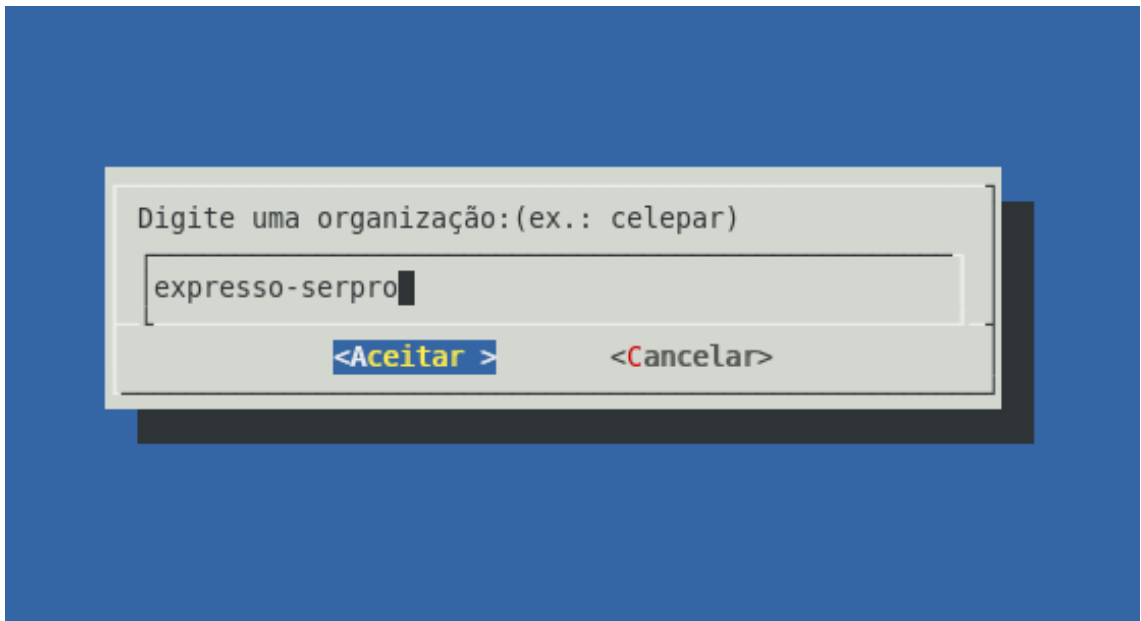 Digite uma organização:(ex.: celepar)
expresso-serpro
<Aceitar > <Cancelar>